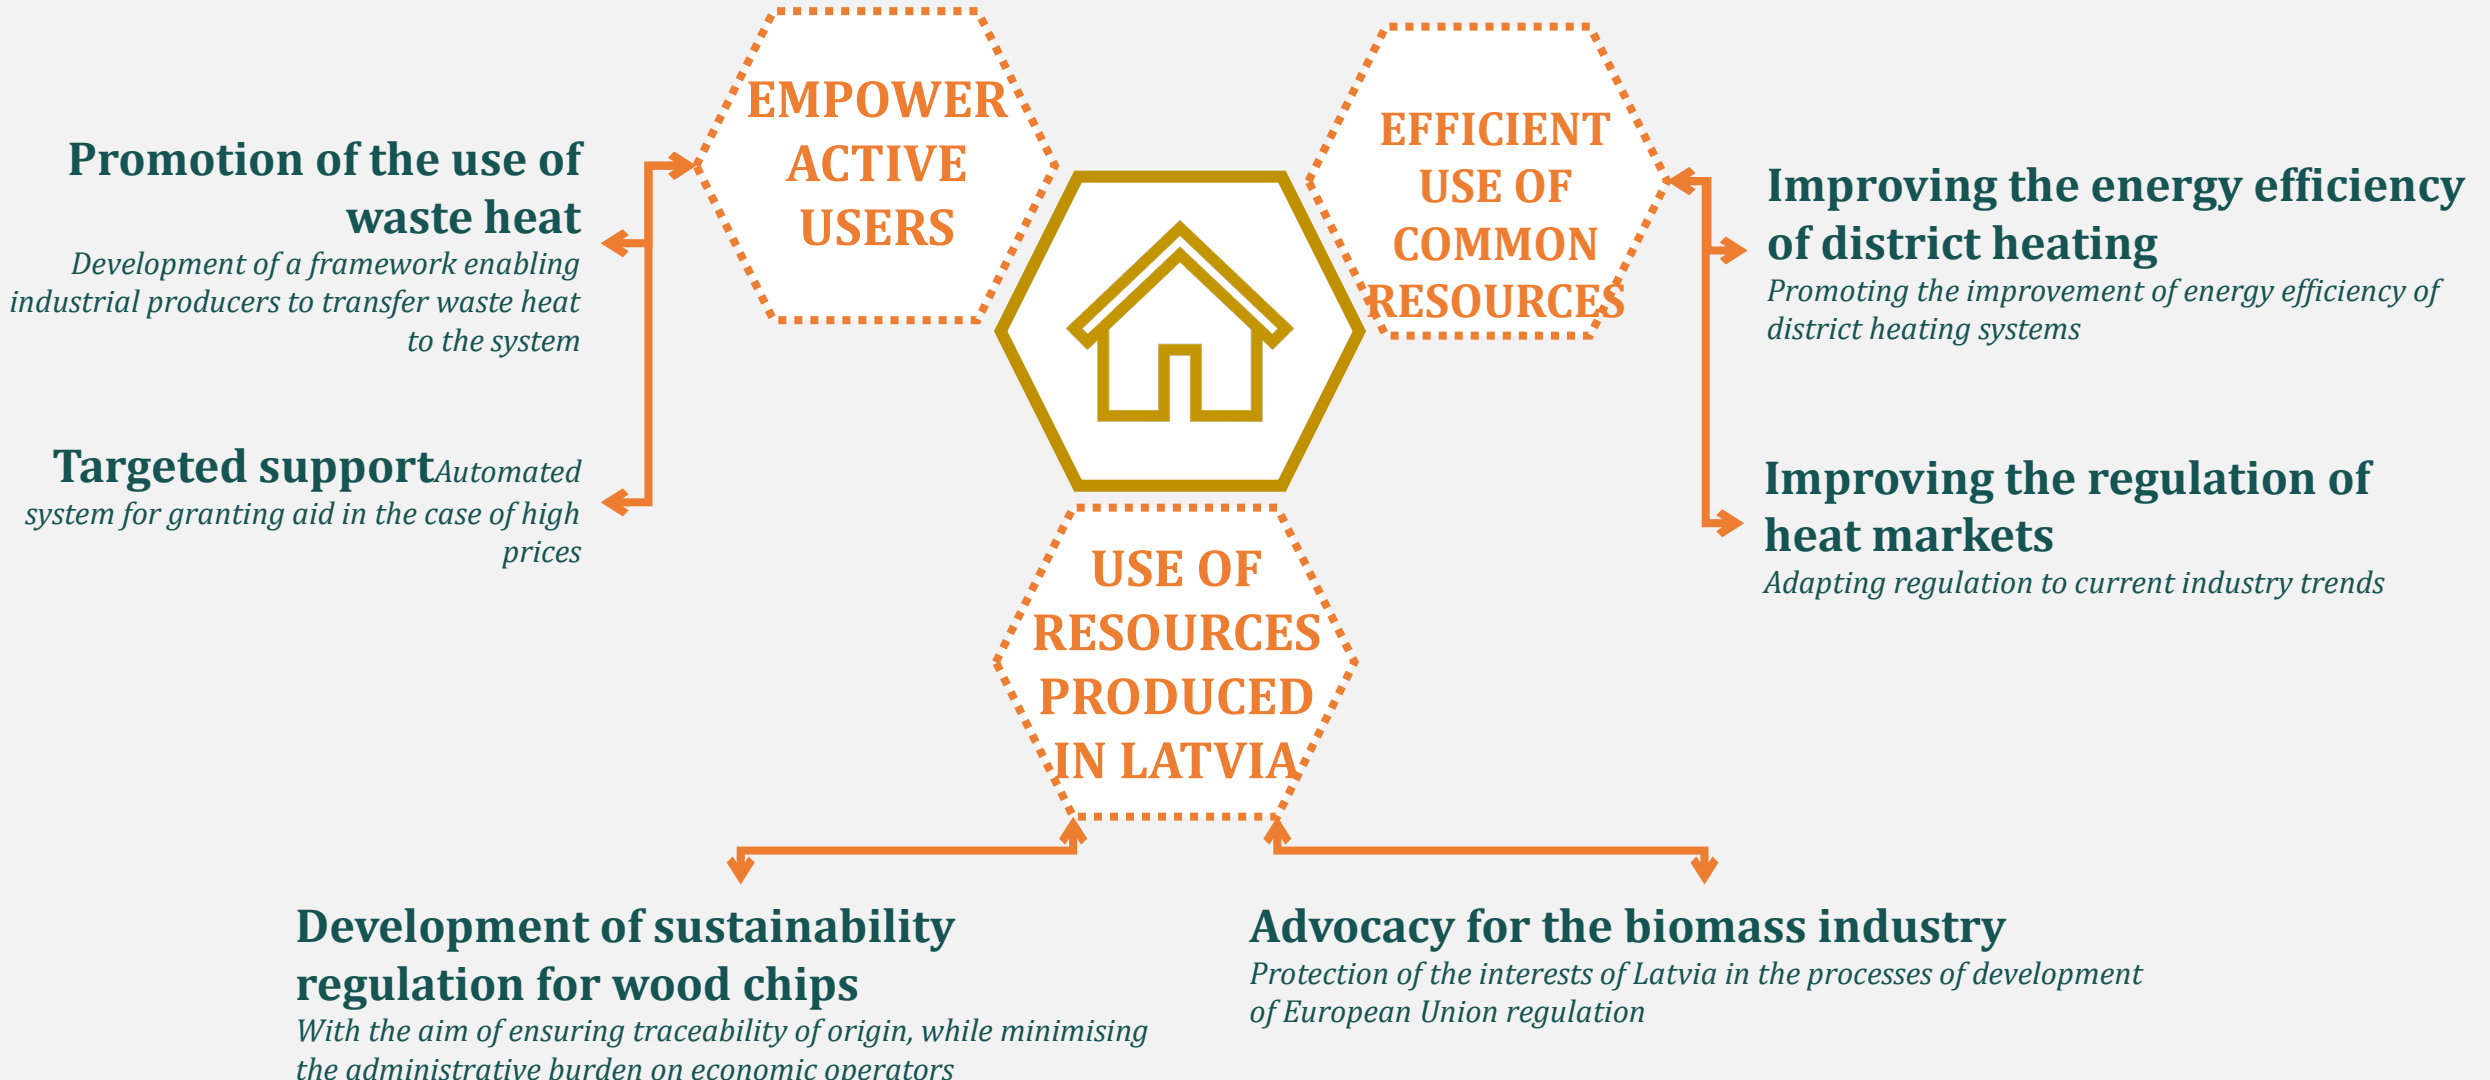 EMPOWER
ACTIVE
USERS
EFFICIENT
USE OF
COMMON
RESOURCES
Promotion of the use of
waste heat
Development of a framework enabling
industrial producers to transfer waste heat
to the system
Targeted support Automated
system for granting aid in the case of high
prices
Improving the energy efficiency
of district heating
Promoting the improvement of energy efficiency of
district heating systems
Improving the regulation of
heat markets
Adapting regulation to current industry trends
USE OF
RESOURCES
PRODUCED
IN LATVIA
Development of sustainability
regulation for wood chips
With the aim of ensuring traceability of origin, while minimising
the administrative burden on economic operators
Advocacy for the biomass industry
Protection of the interests of Latvia in the processes of development
of European Union regulation